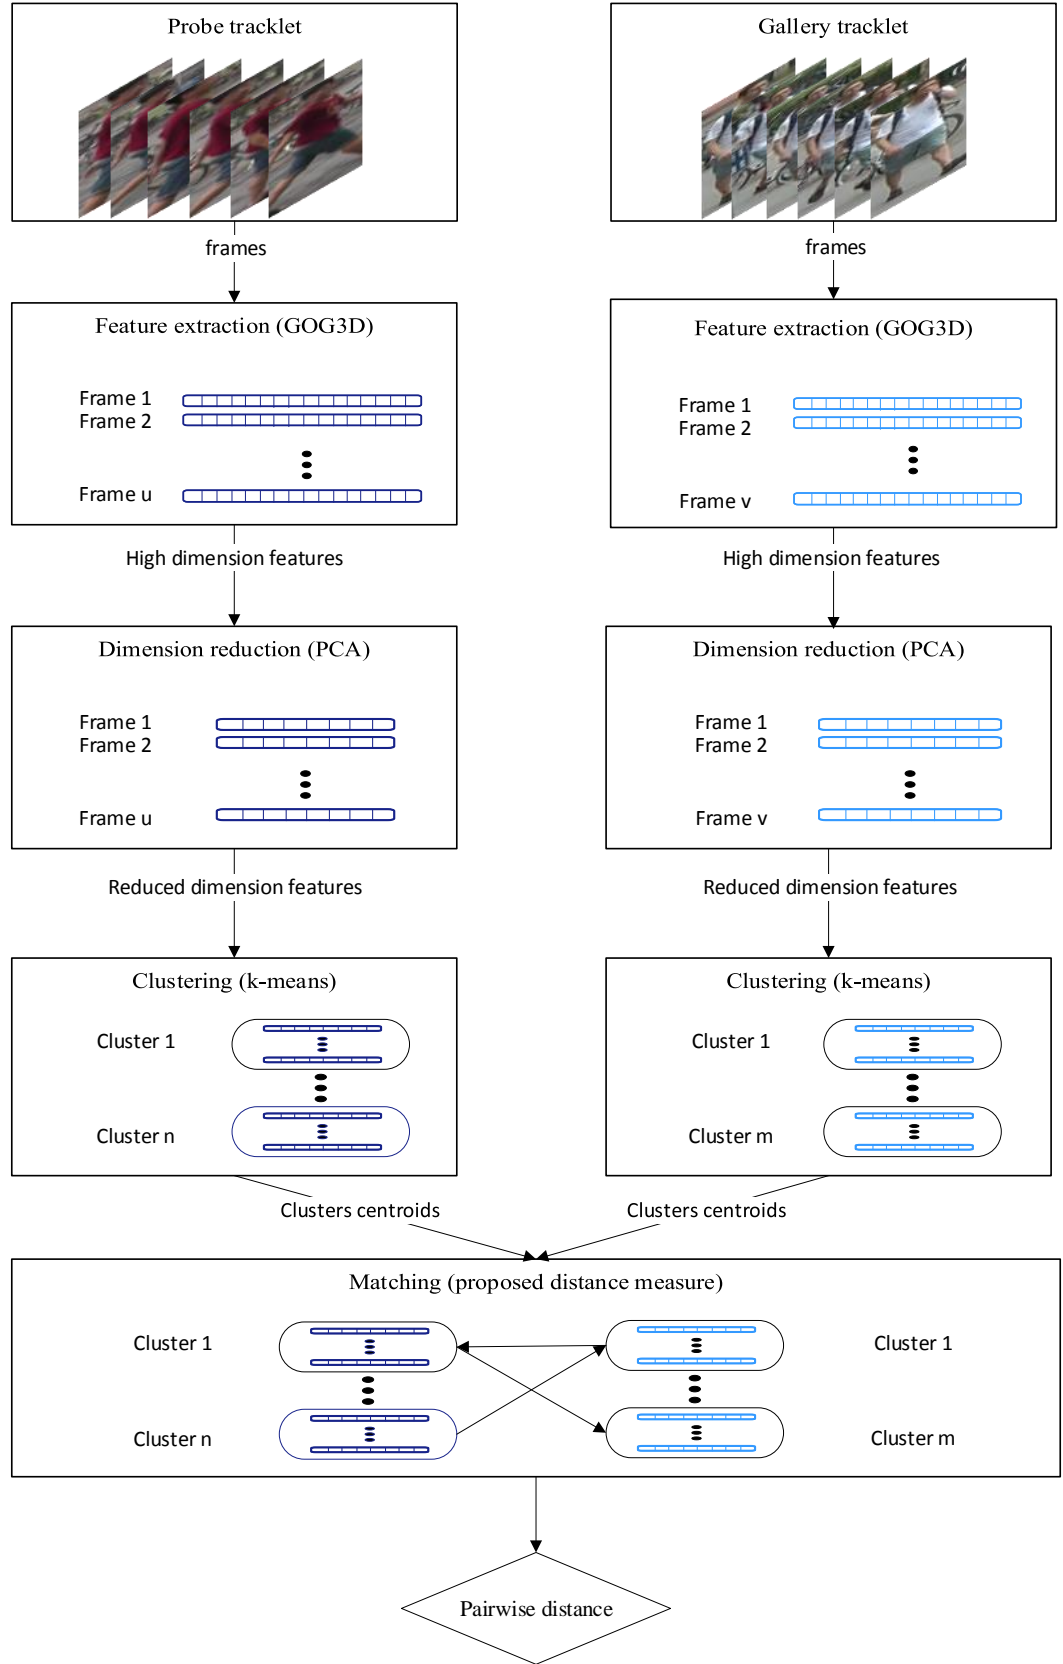 Probe tracklet
Gallery tracklet
frames
frames
Feature extraction (GOG3D)
Frame 1
Frame 2
Frame u
Feature extraction (GOG3D)
Frame 1
Frame 2
Frame v
High dimension features
High dimension features
Dimension reduction (PCA)
Frame 1
Frame 2
Frame u
Dimension reduction (PCA)
Frame 1
Frame 2
Frame v
Reduced dimension features
Reduced dimension features
Clustering (k-means)
Cluster 1
Cluster n
Clustering (k-means)
Cluster 1
Cluster m
Clusters centroids
Clusters centroids
Matching (proposed distance measure)
Cluster 1
Cluster 1
Cluster n
Cluster m
Pairwise distance